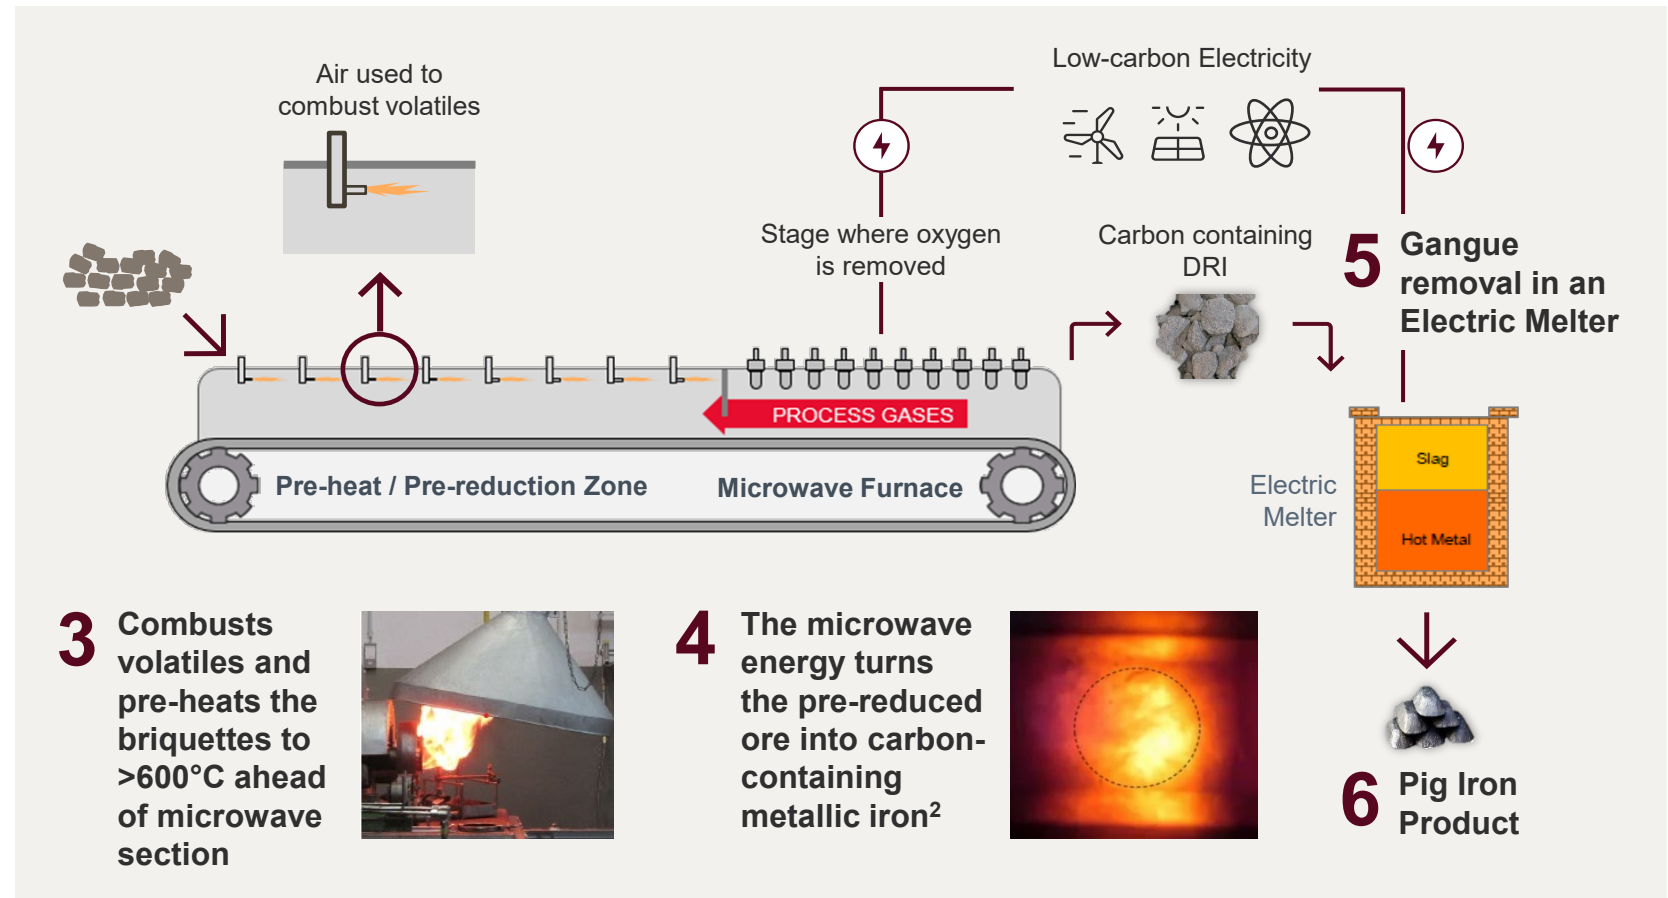 Air used to
combust volatiles
Low-carbon Electricity
Stage where oxygen
is removed
Carbon containing
DRI
5
Gangue
removal in an
Electric Melter
PROCESS GASES
Pre-heat / Pre-reduction Zone
Microwave Furnace
Electric
Melter
Slag
Hot Metal
3
Combusts
volatiles and
pre-heats the
briquettes to
>600°C ahead
of microwave
section
4
The microwave
energy turns
the pre-reduced
ore into carbon-
containing
metallic iron²
6
Pig Iron
Product